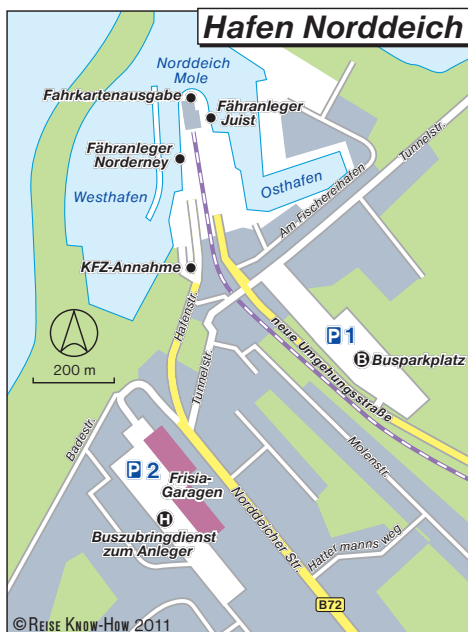 Hafen Norddeich
Norddeich
Mole
Fahrkartenausgabe
Fähranleger
Juist
Fähranleger
Norderney
Westhafen
Osthafen
Am Fischereihafen
Tunnelstr.
KFZ-Annahme
Hafenstr.
200 m
P 1
B Busparkplatz
neue Umgehungsstraße
Tunnelstr.
Molenstr.
Badestr.
P 2
Frisia-
Garagen
H
Buszubringdienst
zum Anleger
Norddeicher Str.
Hattermannsweg
B72
© REISE KNOW-HOW 2011